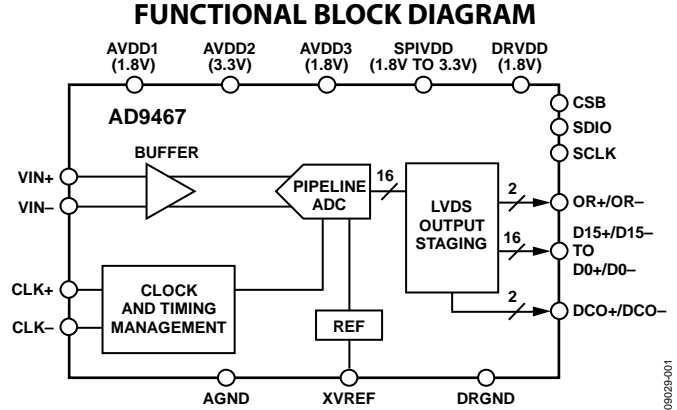 FUNCTIONAL BLOCK DIAGRAM
AVDD1 AVDD2 AVDD3 SPIVDD DRVDD
(1.8V) (3.3V) (1.8V) (1.8V TO 3.3V) (1.8V)
AD9467
CSB
SDIO
SCLK
BUFFER
VIN+
VIN–
PIPELINE
ADC
16
LVDS
OUTPUT
STAGING
2
OR+/OR–
16
D15+/D15–
TO
D0+/D0–
2
DCO+/DCO–
CLK+
CLK–
CLOCK
AND TIMING
MANAGEMENT
REF
AGND XVREF DRGND
09029-001